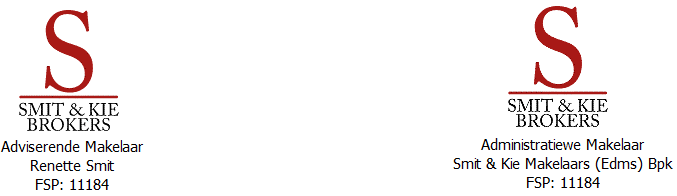 S
SMIT & KIE
BROKERS
Adviserende Makelaar
Renette Smit
FSP: 11184
S
SMIT & KIE
BROKERS
Administratiewe Makelaar
Smit & Kie Makelaars (Edms) Bpk
FSP: 11184